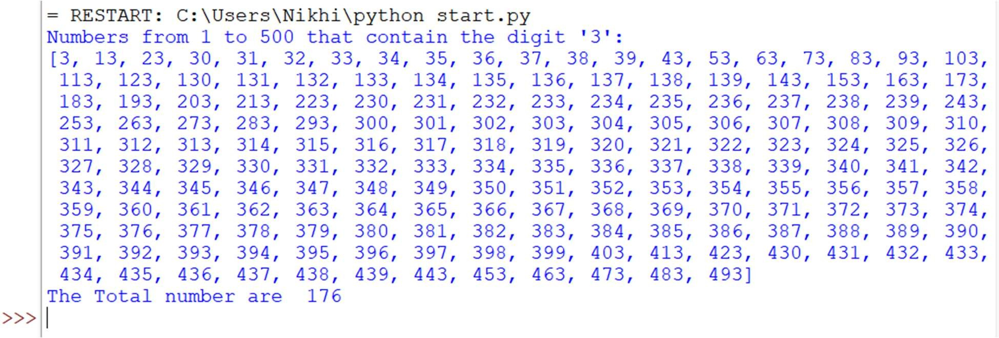 = RESTART: C:\Users\Nikhi\python start.py
Numbers from 1 to 500 that contain the digit '3':
[3, 13, 23, 30, 31, 32, 33, 34, 35, 36, 37, 38, 39, 43, 53, 63, 73, 83, 93, 103,
113, 123, 130, 131, 132, 133, 134, 135, 136, 137, 138, 139, 143, 153, 163, 173,
183, 193, 203, 213, 223, 230, 231, 232, 233, 234, 235, 236, 237, 238, 239, 243,
253, 263, 273, 283, 293, 300, 301, 302, 303, 304, 305, 306, 307, 308, 309, 310,
311, 312, 313, 314, 315, 316, 317, 318, 319, 320, 321, 322, 323, 324, 325, 326,
327, 328, 329, 330, 331, 332, 333, 334, 335, 336, 337, 338, 339, 340, 341, 342,
343, 344, 345, 346, 347, 348, 349, 350, 351, 352, 353, 354, 355, 356, 357, 358,
359, 360, 361, 362, 363, 364, 365, 366, 367, 368, 369, 370, 371, 372, 373, 374,
375, 376, 377, 378, 379, 380, 381, 382, 383, 384, 385, 386, 387, 388, 389, 390,
391, 392, 393, 394, 395, 396, 397, 398, 399, 403, 413, 423, 430, 431, 432, 433,
434, 435, 436, 437, 438, 439, 443, 453, 463, 473, 483, 493]
The Total number are  176
>>>